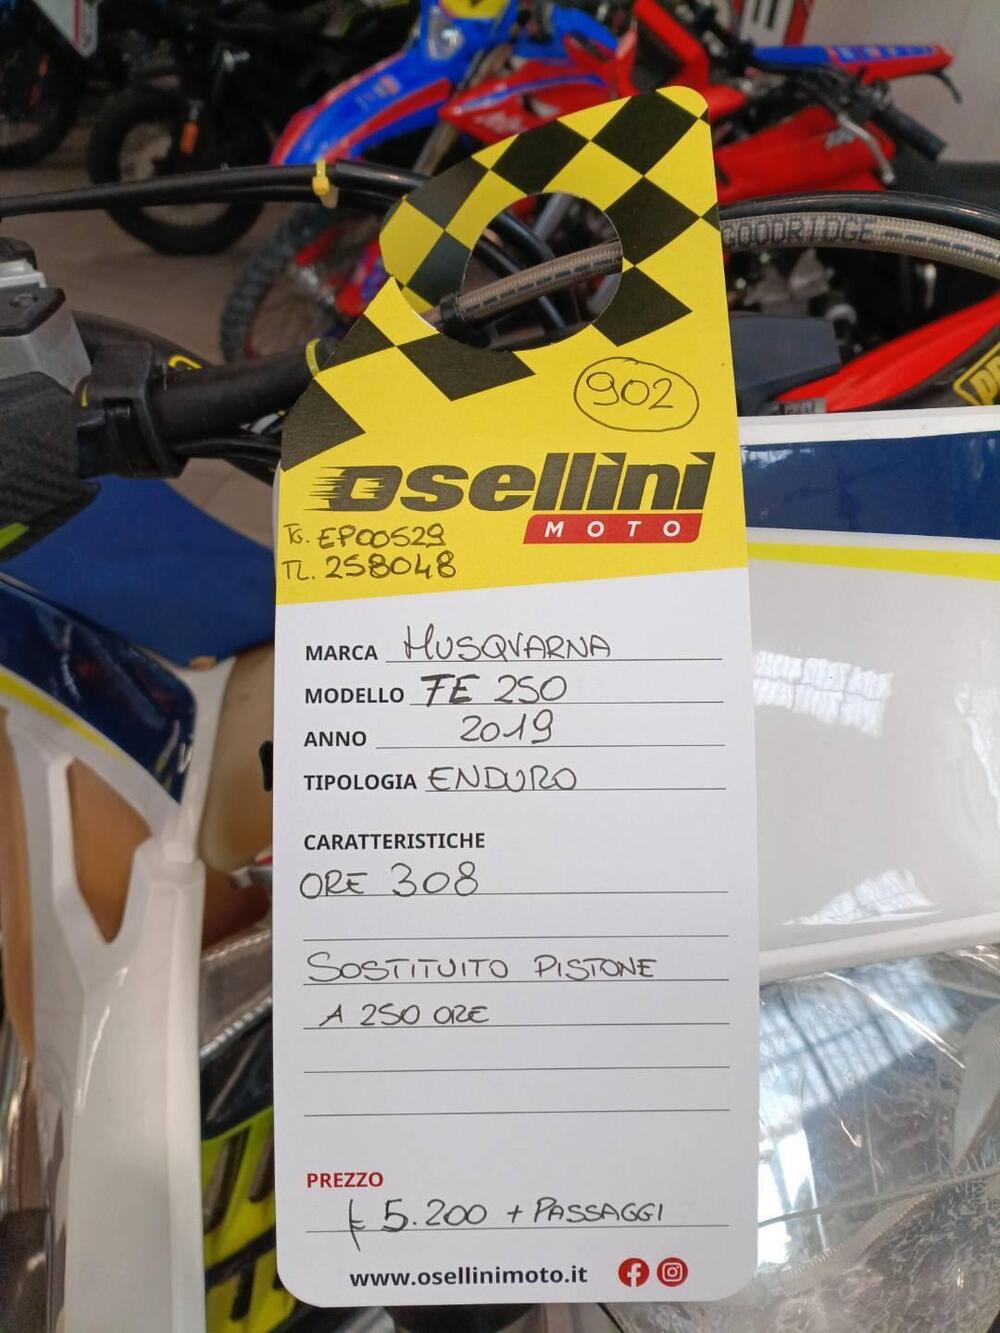 GOODRIDGE
902
osellini
MOTO
TG. EP00529
TL. 258048
MARCA HUSQVARNA
MODELLO FE 250
ANNO 2019
TIPOLOGIA ENDURO
CARATTERISTICHE
ORE 308
SOSTITUITO PISTONE
A 250 ORE
PREZZO
€ 5.200 + PASSAGGI
www.osellinimoto.it